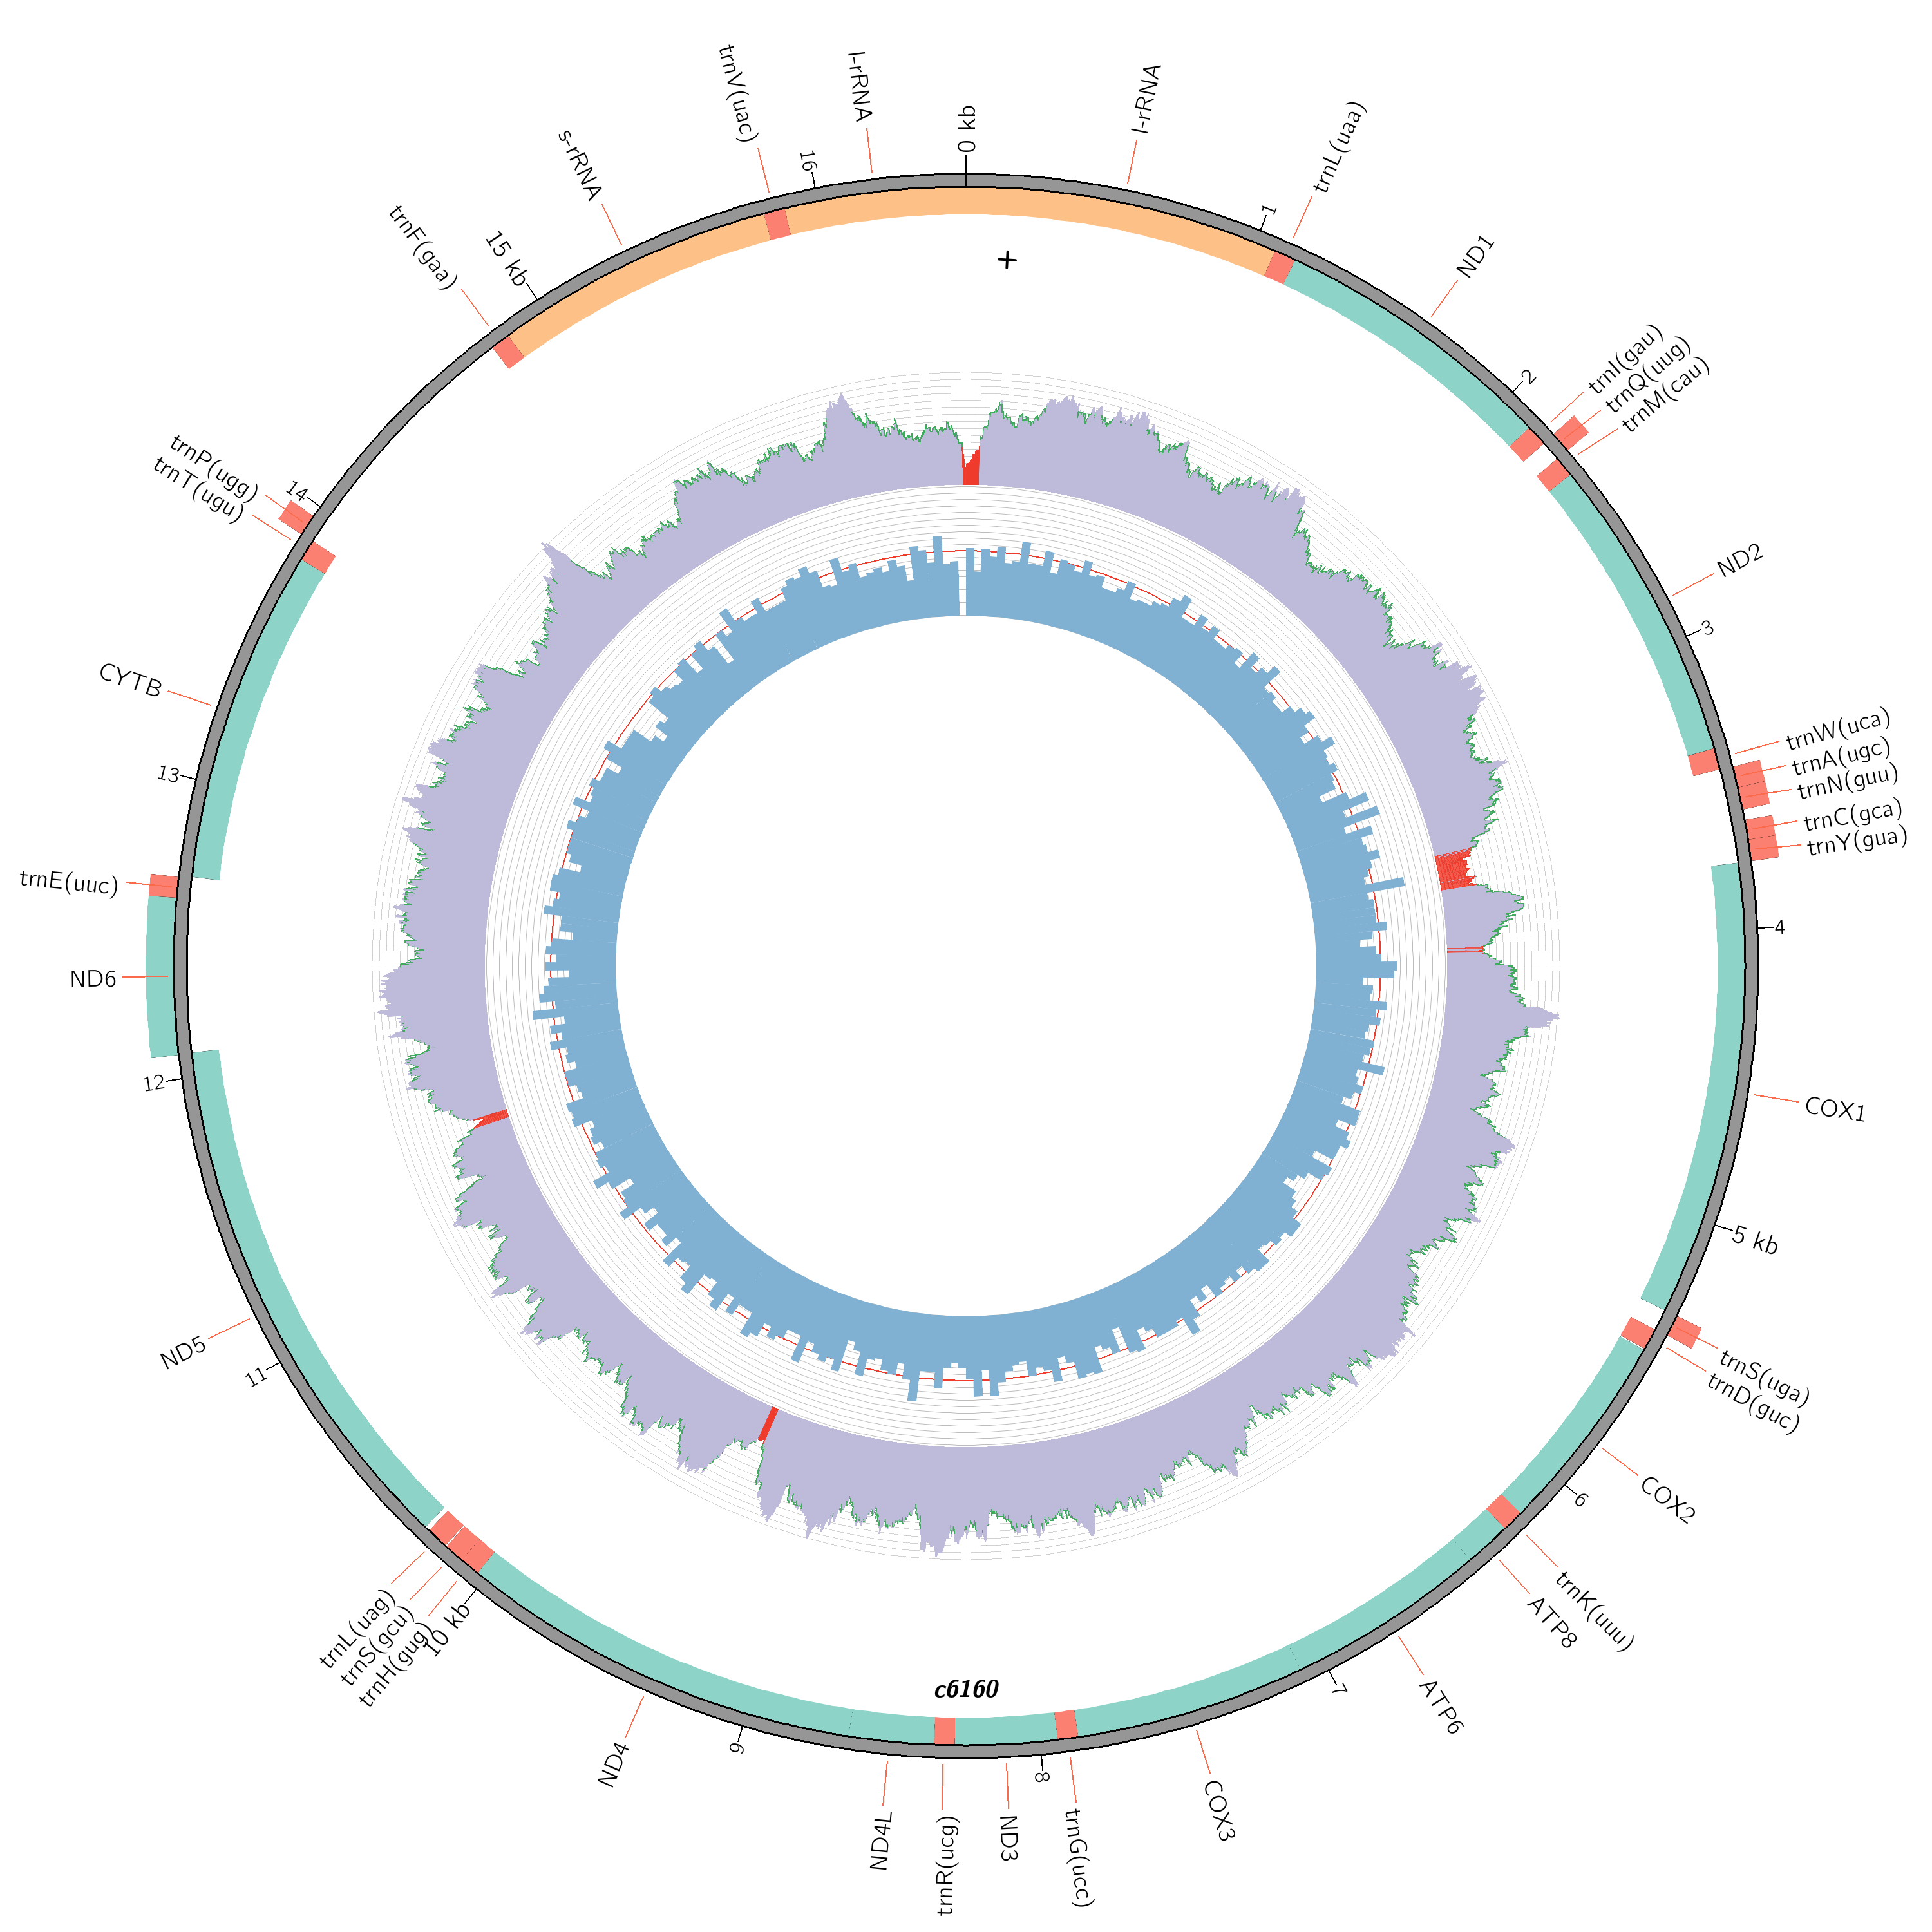 0 kb
l-rRNA
1
trnL(uaa)
ND1
2
trnI(gau)
trnQ(uug)
trnM(cau)
ND2
3
trnW(uca)
trnA(ugc)
trnN(guu)
trnC(gca)
trnY(gua)
4
COX1
5 kb
trnS(uga)
trnD(guc)
COX2
6
trnK(uuu)
ATP8
ATP6
7
COX3
trnG(ucc)
8
ND3
trnR(ucg)
ND4L
9
ND4
10 kb
trnH(gug)
trnS(gcu)
trnL(uag)
11
ND5
12
ND6
trnE(uuc)
13
CYTB
trnT(ugu)
trnP(ugg)
14
trnF(gaa)
15 kb
s-rRNA
trnV(uac)
16
l-rRNA
+
c6160